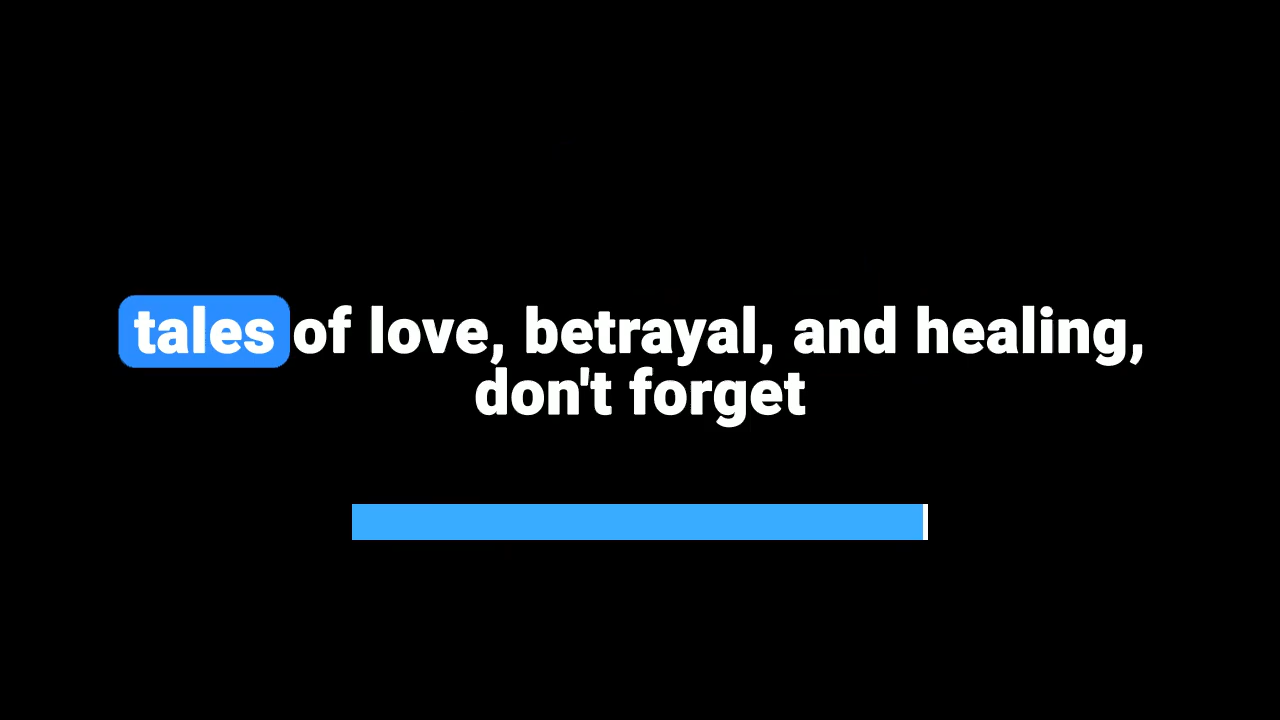 tales of love, betrayal, and healing,
don't forget